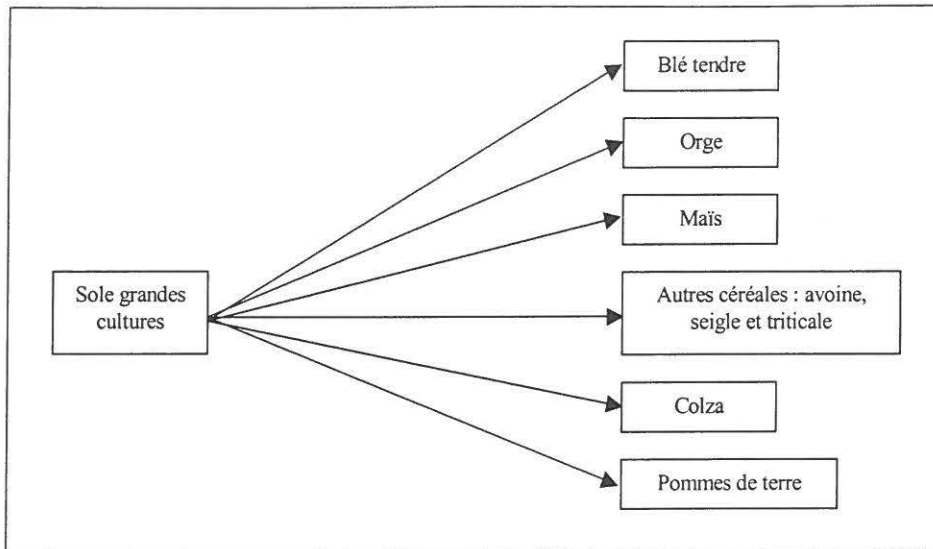 Blé tendre
Orge
Maïs
Sole grandes
cultures
Autres céréales : avoine,
seigle et triticale
Colza
Pommes de terre